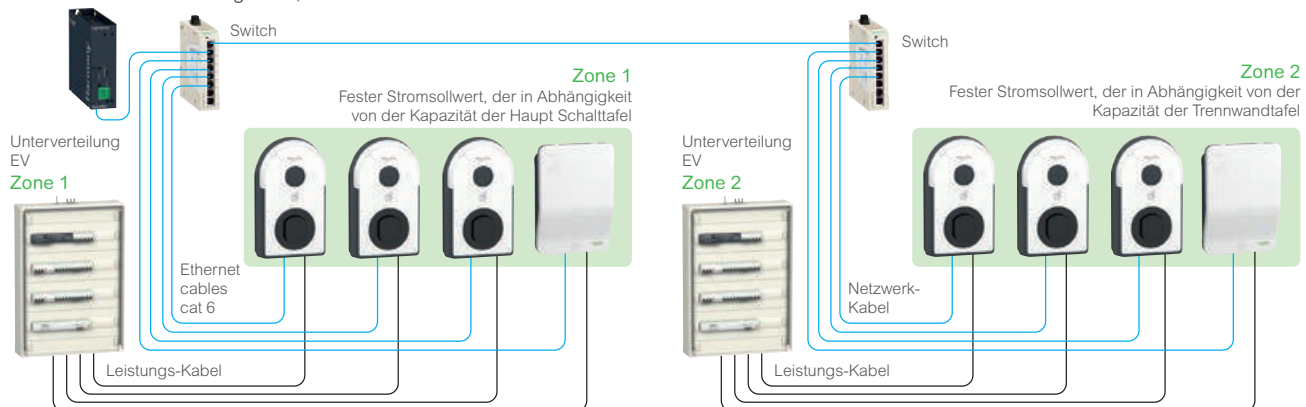 Switch
Zone 1
Fester Stromsollwert, der in Abhängigkeit
von der Kapazität der Haupt Schalttafel
Unterverteilung
EV
Zone 1
Ethernet
cables
cat 6
Leistungs-Kabel
Switch
Zone 2
Fester Stromsollwert, der in Abhängigkeit von der
Kapazität der Trennwandtafel
Unterverteilung
EV
Zone 2
Netzwerk-
Kabel
Leistungs-Kabel